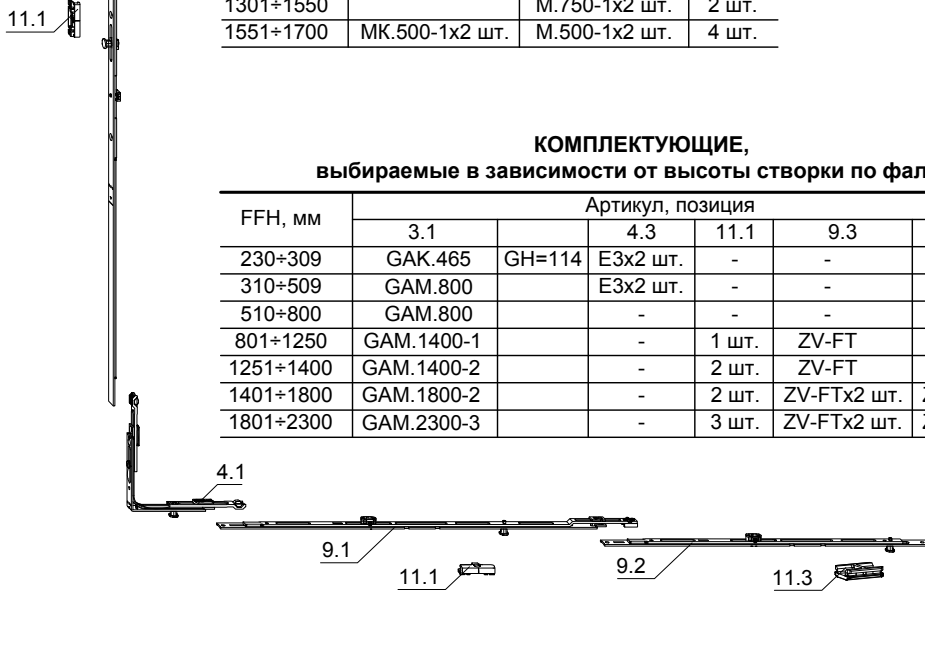 1301÷1550 М.750-1х2 шт. 2 шт.
11.1
1551÷1700 МК.500-1х2 шт. М.500-1х2 шт. 4 шт.
КОМПЛЕКТУЮЩИЕ,
выбираемые в зависимости от высоты створки по фал
FFH, мм Артикул, позиция
3.1 4.3 11.1 9.3
230÷309 GAK.465 GH=114 E3x2 шт. - -
310÷509 GAM.800 E3x2 шт. - -
510÷800 GAM.800 - - -
801÷1250 GAM.1400-1 - 1 шт. ZV-FT
1251÷1400 GAM.1400-2 - 2 шт. ZV-FT
1401÷1800 GAM.1800-2 - 2 шт. ZV-FTx2 шт.
1801÷2300 GAM.2300-3 - 3 шт. ZV-FTx2 шт.
4.1
9.1
11.1
9.2
11.3